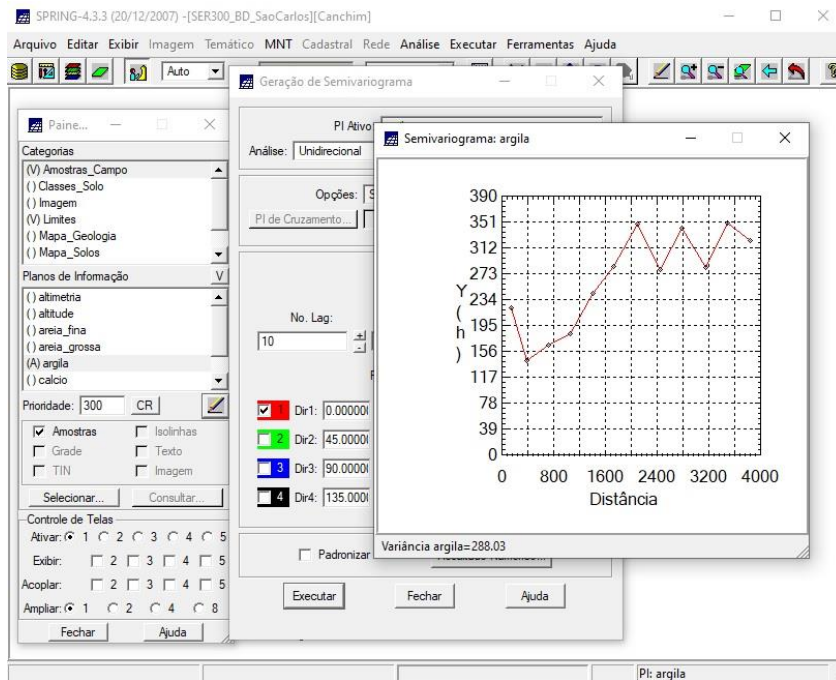 SPRING-4.3.3 (20/12/2007) -[SER300_BD_SaoCarlos][Canchim]
Arquivo Editar Exibir Imagem Temático MNT Cadastral Rede Análise Executar Ferramentas Ajuda
Auto
Paine...
Categorias
(V) Amostras_Campo
( ) Classes_Solo
( ) Imagem
(V) Limites
( ) Mapa_Geologia
( ) Mapa_Solos
Planos de Informação V
( ) altimetria
( ) altitude
( ) areia_fina
( ) areia_grossa
(A) argila
( ) calcio
Prioridade: 300 CR
Amostras Isolinhas
Grade Texto
TIN Imagem
Selecionar... Consultar...
Controle de Telas
Ativar: 1 2 3 4 5
Exibir: 2 3 4 5
Acoplar: 2 3 4 5
Ampliar: 1 2 4 8
Fechar Ajuda
Geração de Semivariograma
PI Ativo:
Análise: Unidirecional
Opções: S
PI de Cruzamento...
No. Lag:
10
1 Dir1: 0.00000
2 Dir2: 45.0000
3 Dir3: 90.0000
4 Dir4: 135.000
Padronizar
Executar Fechar Ajuda
Semivariograma: argila
390
351
312
273
234
195
156
117
78
39
0
Y(h)
0 800 1600 2400 3200 4000
Distância
Variância argila=288.03
PI: argila